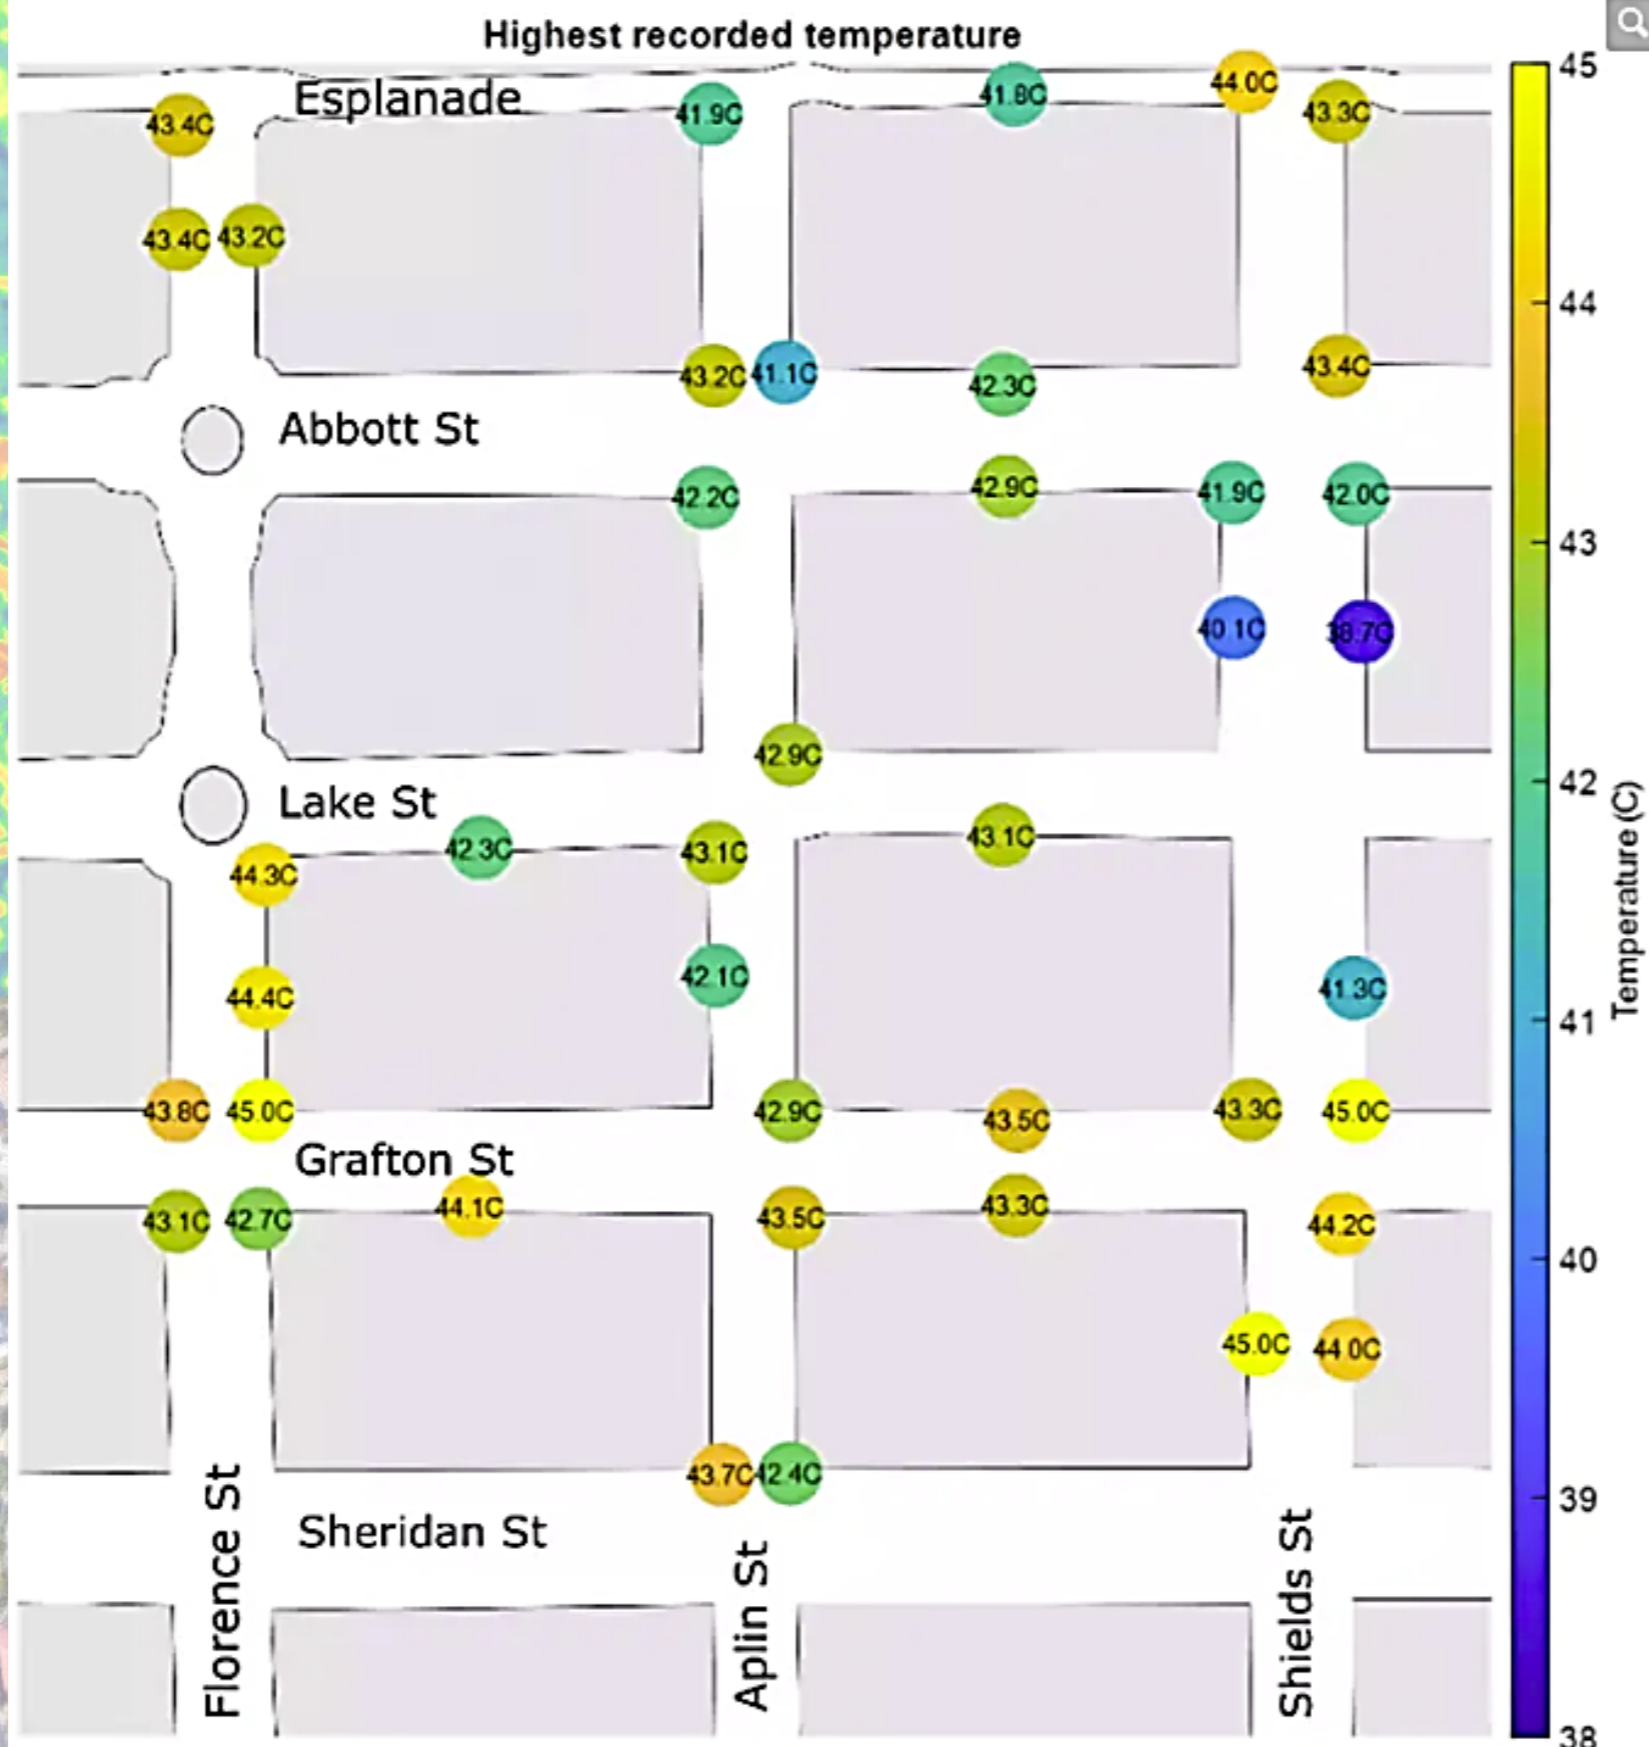 Highest recorded temperature
44.0C
45
Esplanade
41.8C
43.4C
41.9C
43.3C
43.4C
43.2C
44
43.2C
41.1C
42.3C
43.4C
Abbott St
42.2C
42.9C
41.9C
42.0C
43
40.1C
38.7C
42.9C
42
Lake St
42.3C
43.1C
43.1C
44.3C
Temperature (C)
42.1C
44.4C
41.3C
41
43.8C
45.0C
42.9C
43.5C
43.3C
45.0C
Grafton St
43.1C
42.7C
44.1C
43.5C
43.3C
44.2C
40
45.0C
44.0C
43.7C
42.4C
39
Sheridan St
Florence St
Aplin St
Shields St
38